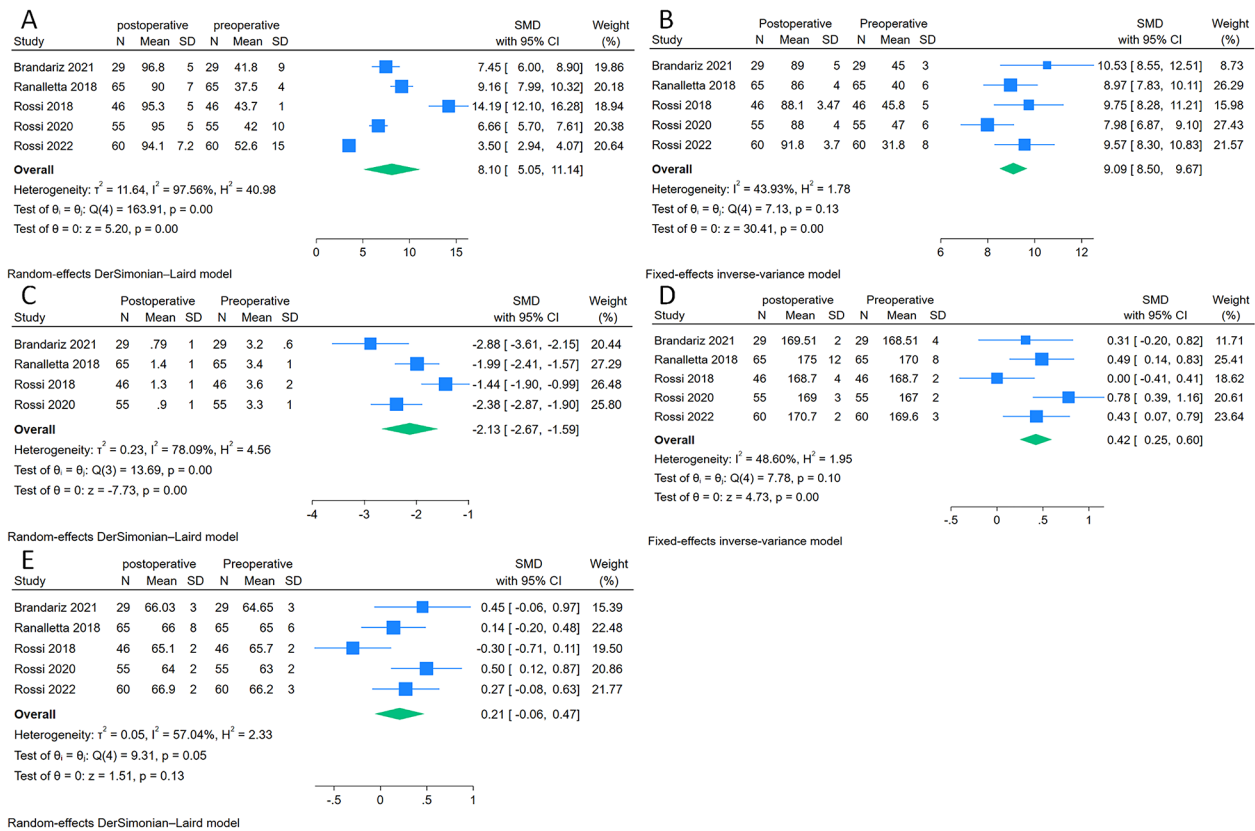 A
postoperative preoperative SMD Weight
Study N Mean SD N Mean SD with 95% CI (%)
Brandariz 2021 29 96.8 5 29 41.8 9 7.45 [ 6.00, 8.90] 19.86
Ranalletta 2018 65 90 7 65 37.5 4 9.16 [ 7.99, 10.32] 20.18
Rossi 2018 46 95.3 5 46 43.7 1 14.19 [ 12.10, 16.28] 18.94
Rossi 2020 55 95 5 55 42 10 6.66 [ 5.70, 7.61] 20.38
Rossi 2022 60 94.1 7.2 60 52.6 15 3.50 [ 2.94, 4.07] 20.64
Overall 8.10 [ 5.05, 11.14]
Heterogeneity: τ² = 11.64, I² = 97.56%, H² = 40.98
Test of θᵢ = θⱼ: Q(4) = 163.91, p = 0.00
Test of θ = 0: z = 5.20, p = 0.00
0 5 10 15
Random-effects DerSimonian–Laird model
B
Postoperative Preoperative SMD Weight
Study N Mean SD N Mean SD with 95% CI (%)
Brandariz 2021 29 89 5 29 45 3 10.53 [ 8.55, 12.51] 8.73
Ranalletta 2018 65 86 4 65 40 6 8.97 [ 7.83, 10.11] 26.29
Rossi 2018 46 88.1 3.47 46 45.8 5 9.75 [ 8.28, 11.21] 15.98
Rossi 2020 55 88 4 55 47 6 7.98 [ 6.87, 9.10] 27.43
Rossi 2022 60 91.8 3.7 60 31.8 8 9.57 [ 8.30, 10.83] 21.57
Overall 9.09 [ 8.50, 9.67]
Heterogeneity: I² = 43.93%, H² = 1.78
Test of θᵢ = θⱼ: Q(4) = 7.13, p = 0.13
Test of θ = 0: z = 30.41, p = 0.00
6 8 10 12
Fixed-effects inverse-variance model
C
Postoperative Preoperative SMD Weight
Study N Mean SD N Mean SD with 95% CI (%)
Brandariz 2021 29 .79 1 29 3.2 .6 -2.88 [ -3.61, -2.15] 20.44
Ranalletta 2018 65 1.4 1 65 3.4 1 -1.99 [ -2.41, -1.57] 27.29
Rossi 2018 46 1.3 1 46 3.6 2 -1.44 [ -1.90, -0.99] 26.48
Rossi 2020 55 .9 1 55 3.3 1 -2.38 [ -2.87, -1.90] 25.80
Overall -2.13 [ -2.67, -1.59]
Heterogeneity: τ² = 0.23, I² = 78.09%, H² = 4.56
Test of θᵢ = θⱼ: Q(3) = 13.69, p = 0.00
Test of θ = 0: z = -7.73, p = 0.00
-4 -3 -2 -1
Random-effects DerSimonian–Laird model
D
postoperative Preoperative SMD Weight
Study N Mean SD N Mean SD with 95% CI (%)
Brandariz 2021 29 169.51 2 29 168.51 4 0.31 [ -0.20, 0.82] 11.71
Ranalletta 2018 65 175 12 65 170 8 0.49 [ 0.14, 0.83] 25.41
Rossi 2018 46 168.7 4 46 168.7 2 0.00 [ -0.41, 0.41] 18.62
Rossi 2020 55 169 3 55 167 2 0.78 [ 0.39, 1.16] 20.61
Rossi 2022 60 170.7 2 60 169.6 3 0.43 [ 0.07, 0.79] 23.64
Overall 0.42 [ 0.25, 0.60]
Heterogeneity: I² = 48.60%, H² = 1.95
Test of θᵢ = θⱼ: Q(4) = 7.78, p = 0.10
Test of θ = 0: z = 4.73, p = 0.00
-.5 0 .5 1
Fixed-effects inverse-variance model
E
postoperative Preoperative SMD Weight
Study N Mean SD N Mean SD with 95% CI (%)
Brandariz 2021 29 66.03 3 29 64.65 3 0.45 [ -0.06, 0.97] 15.39
Ranalletta 2018 65 66 8 65 65 6 0.14 [ -0.20, 0.48] 22.48
Rossi 2018 46 65.1 2 46 65.7 2 -0.30 [ -0.71, 0.11] 19.50
Rossi 2020 55 64 2 55 63 2 0.50 [ 0.12, 0.87] 20.86
Rossi 2022 60 66.9 2 60 66.2 3 0.27 [ -0.08, 0.63] 21.77
Overall 0.21 [ -0.06, 0.47]
Heterogeneity: τ² = 0.05, I² = 57.04%, H² = 2.33
Test of θᵢ = θⱼ: Q(4) = 9.31, p = 0.05
Test of θ = 0: z = 1.51, p = 0.13
-.5 0 .5 1
Random-effects DerSimonian–Laird model